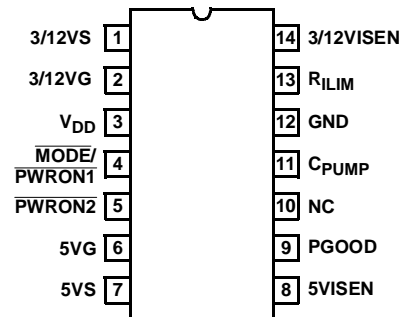 3/12VS 1 14 3/12VISEN
3/12VG 2 13 RILIM
VDD 3 12 GND
MODE/
PWRON1 4 11 CPUMP
PWRON2 5 10 NC
5VG 6 9 PGOOD
5VS 7 8 5VISEN